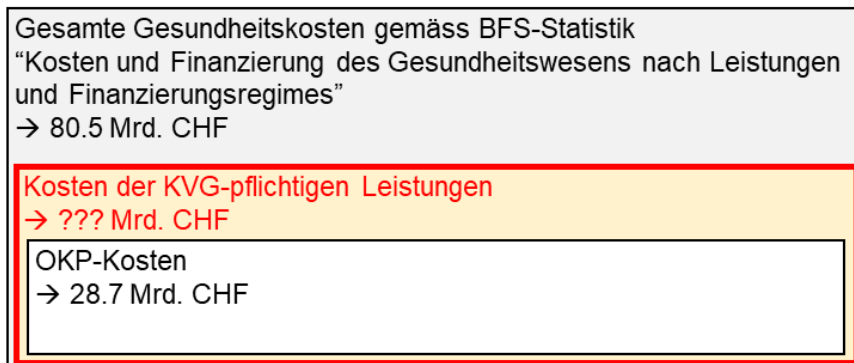 Gesamte Gesundheitskosten gemäss BFS-Statistik
“Kosten und Finanzierung des Gesundheitswesens nach Leistungen
und Finanzierungsregimes”
→ 80.5 Mrd. CHF
Kosten der KVG-pflichtigen Leistungen
→ ??? Mrd. CHF
OKP-Kosten
→ 28.7 Mrd. CHF